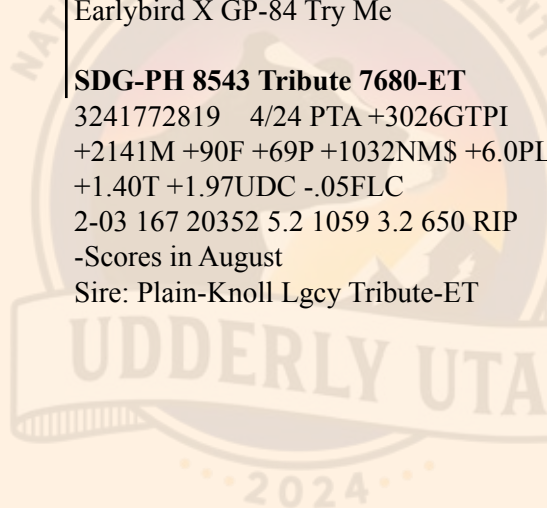 Earlybird X GP-84 Try Me
SDG-PH 8543 Tribute 7680-ET
3241772819 4/24 PTA +3026GTPI
+2141M +90F +69P +1032NM$ +6.0PL
+1.40T +1.97UDC -.05FLC
2-03 167 20352 5.2 1059 3.2 650 RIP
-Scores in August
Sire: Plain-Knoll Lgcy Tribute-ET
UDDERLY UTA
2024